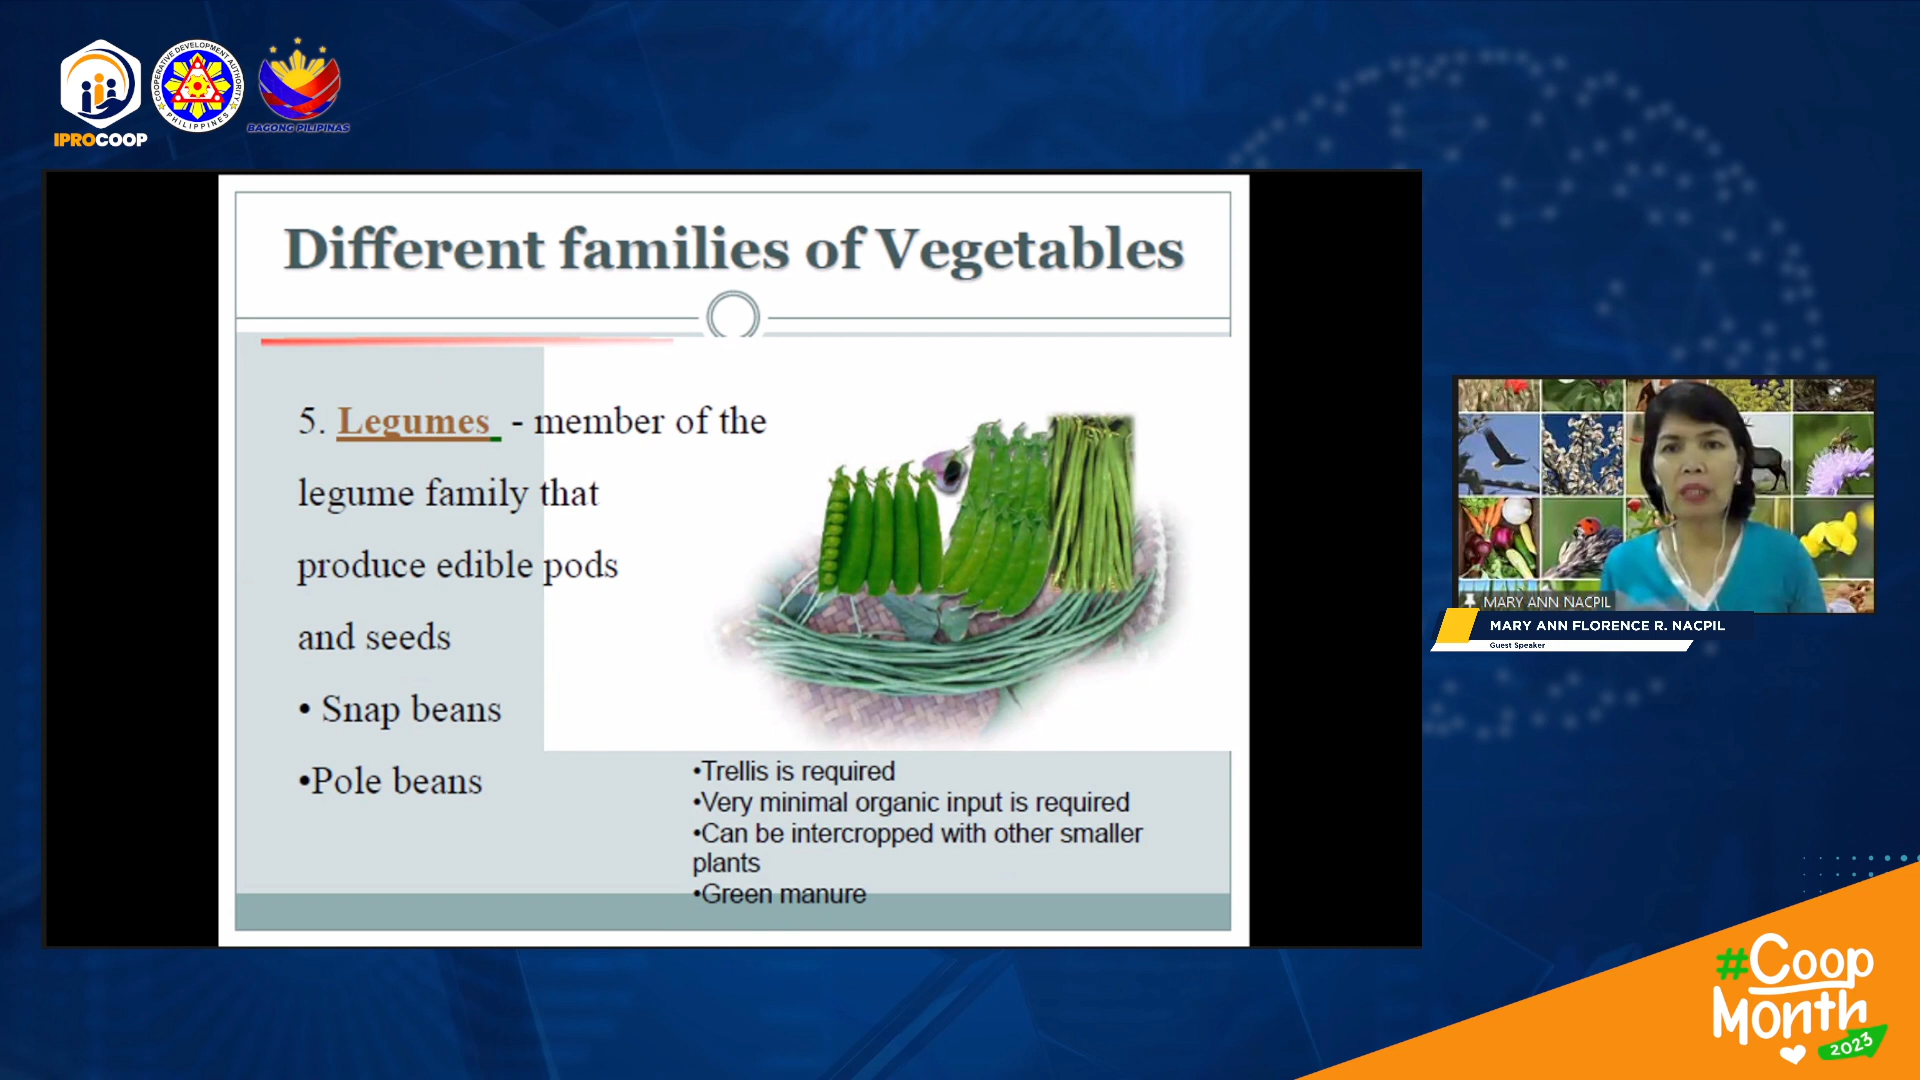 IPROCOOP
COOPERATIVE DEVELOPMENT AUTHORITY
PHILIPPINES
BAGONG PILIPINAS
Different families of Vegetables
5. Legumes - member of the
legume family that
produce edible pods
and seeds
• Snap beans
•Pole beans
•Trellis is required
•Very minimal organic input is required
•Can be intercropped with other smaller
plants
•Green manure
MARY ANN NACPIL
MARY ANN FLORENCE R. NACPIL
Guest Speaker
#Coop
Month
2023